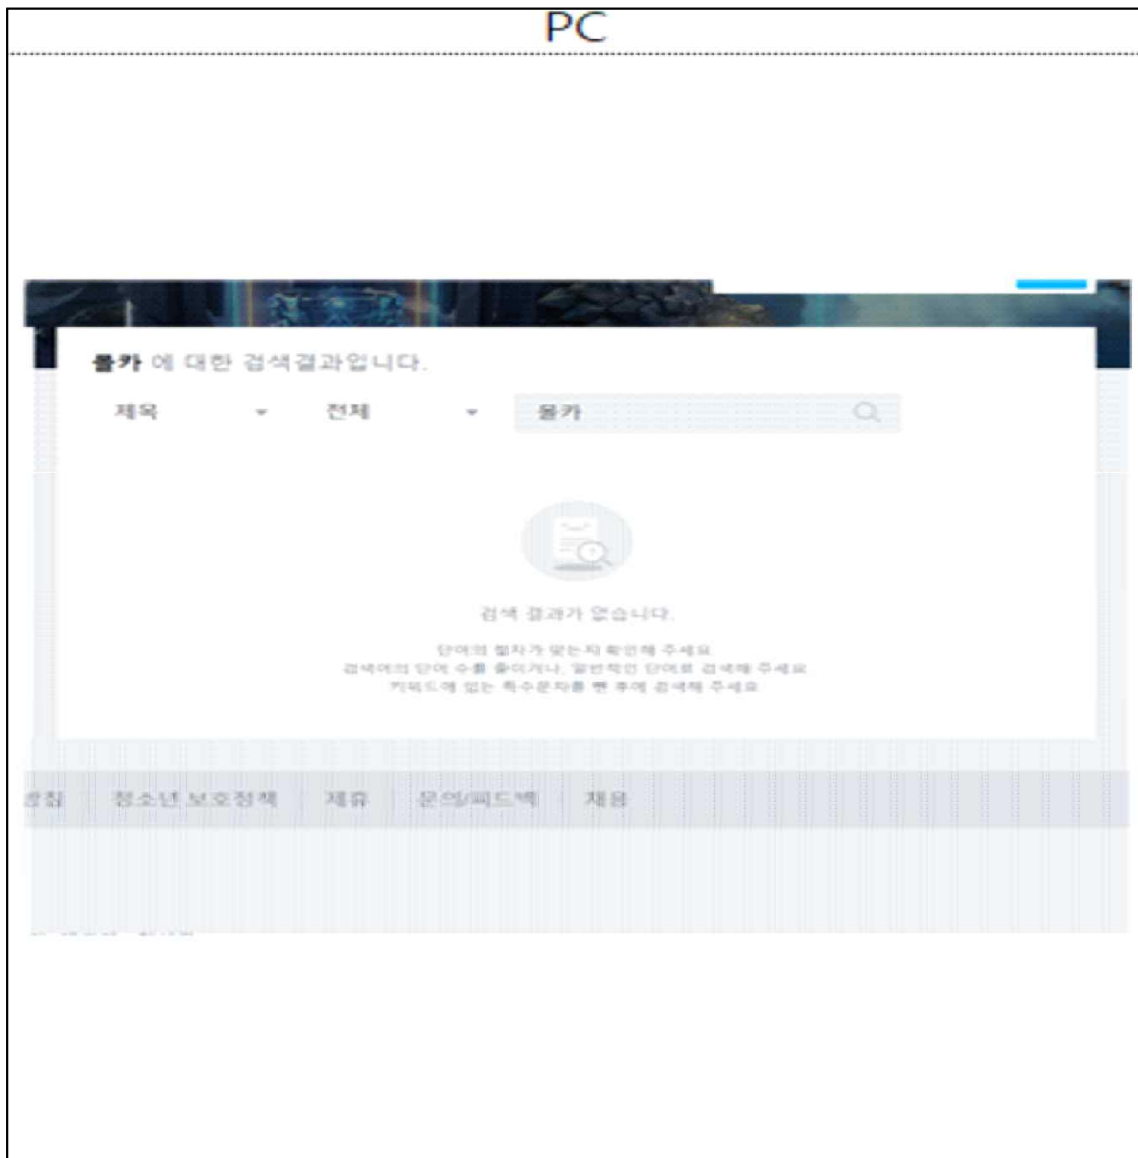 PC
몰카 에 대한 검색결과입니다.
제목 전체 몰카
검색 결과가 없습니다.
단어의 철자가 맞는지 확인해 주세요
검색어의 단어 수를 줄이거나, 일반적인 단어로 검색해 주세요
키워드에 있는 특수문자를 뺀 후에 검색해 주세요
청소년 보호정책 제휴 문의/피드백 채용